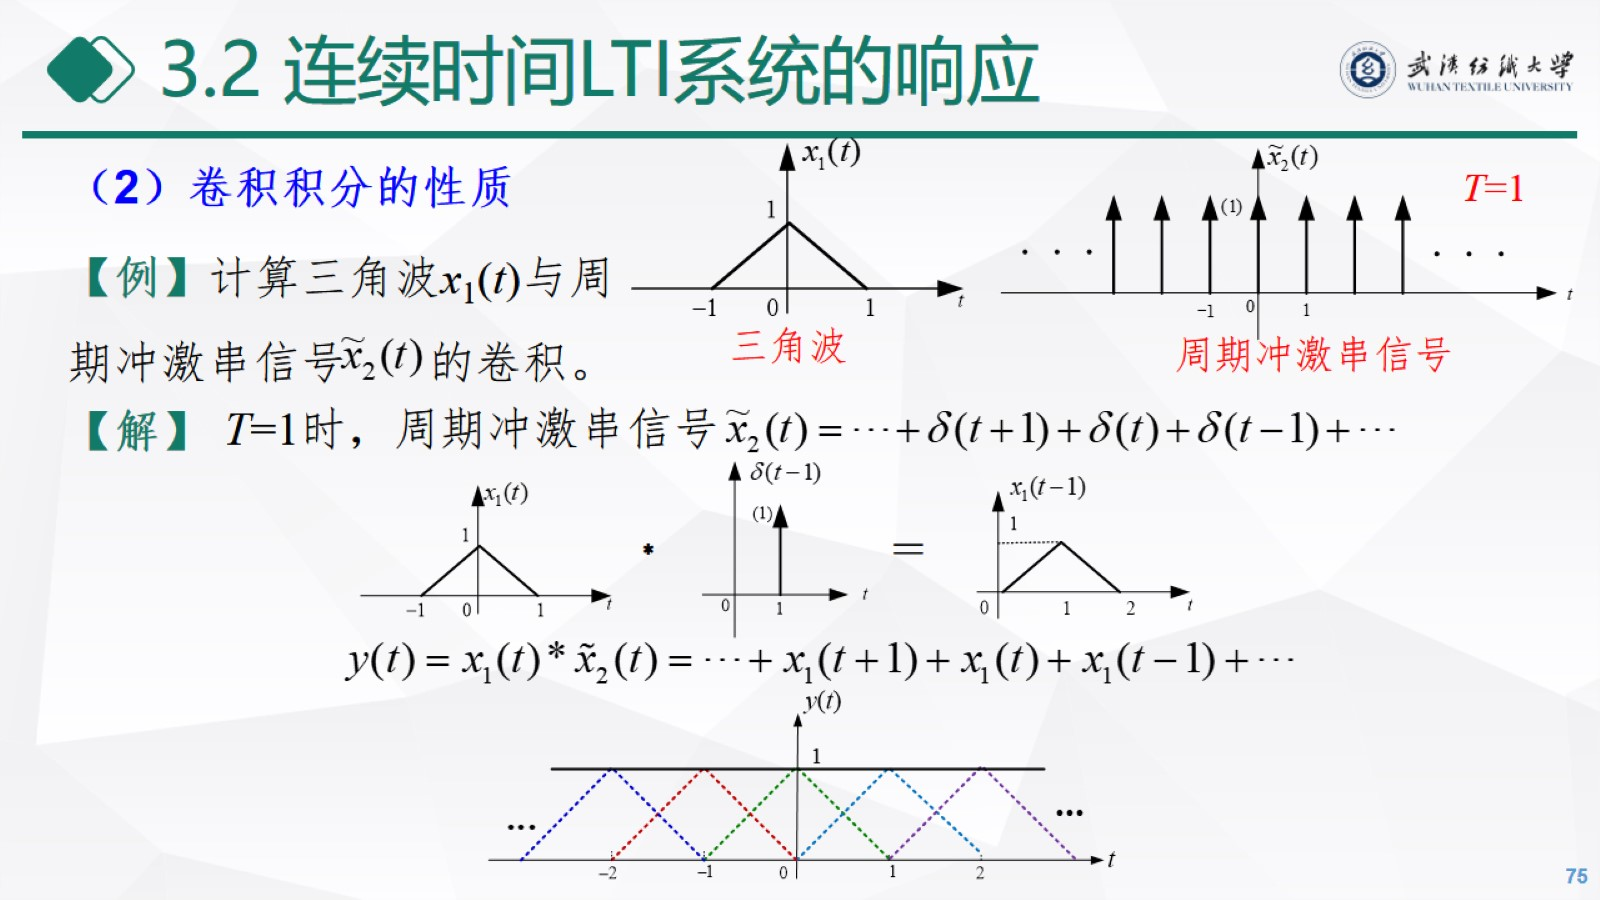 3.2 连续时间LTI系统的响应
武汉纺织大学
WUHAN TEXTILE UNIVERSITY
（2）卷积积分的性质
【例】计算三角波x₁(t)与周
期冲激串信号x̃₂(t)的卷积。
x₁(t)
1
−1 0 1 t
三角波
x̃₂(t)
T=1
(1)
· · · · · ·
−1 0 1 t
周期冲激串信号
【解】 T=1时，周期冲激串信号 x̃₂(t) = ⋯+δ(t+1)+δ(t)+δ(t−1)+⋯
x₁(t)
1
−1 0 1 t
*
δ(t−1)
(1)
0 1 t
=
x₁(t−1)
1
0 1 2 t
y(t) = x₁(t)* x̃₂(t) = ⋯+ x₁(t+1)+ x₁(t)+ x₁(t−1)+⋯
y(t)
1
... ...
−2 −1 0 1 2 t
75